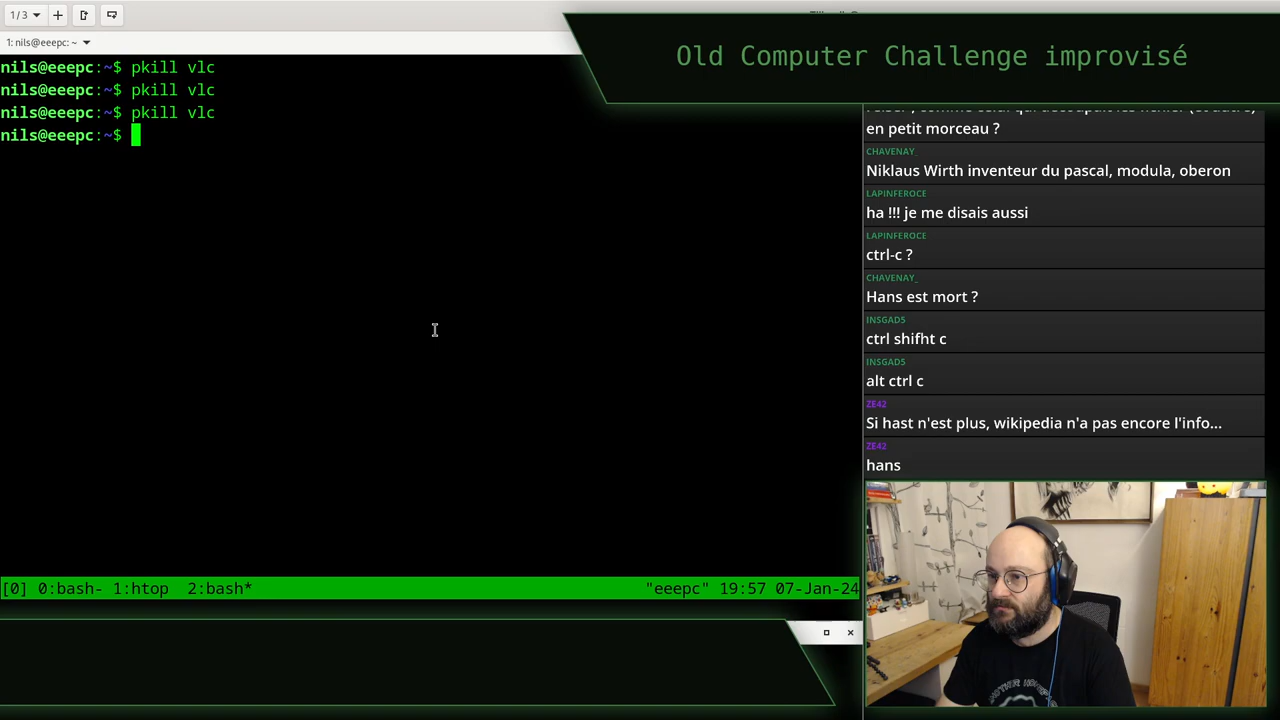 1/3
1: nils@eeepc: ~
Old Computer Challenge improvisé
nils@eeepc:~$ pkill vlc
nils@eeepc:~$ pkill vlc
nils@eeepc:~$ pkill vlc
nils@eeepc:~$
[0] 0:bash- 1:htop 2:bash* "eeepc" 19:57 07-Jan-24
en petit morceau ?
CHAVENAY_
Niklaus Wirth inventeur du pascal, modula, oberon
LAPINFEROCE
ha !!! je me disais aussi
LAPINFEROCE
ctrl-c ?
CHAVENAY_
Hans est mort ?
INSGAD5
ctrl shifht c
INSGAD5
alt ctrl c
ZE42
Si hast n'est plus, wikipedia n'a pas encore l'info...
ZE42
hans